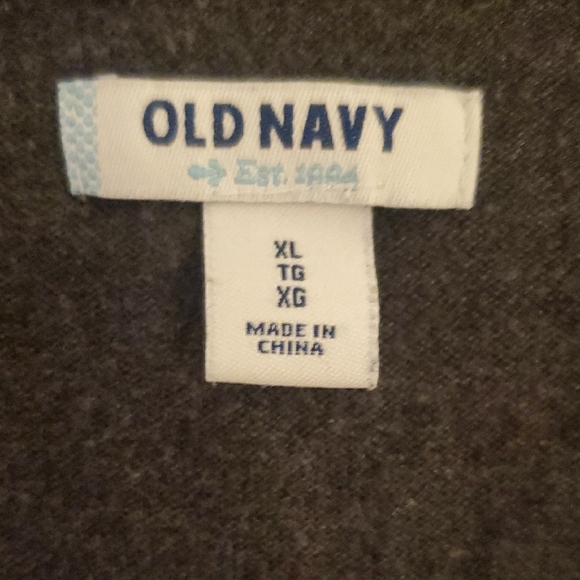 OLD NAVY
Est. 1994
XL
TG
XG
MADE IN
CHINA